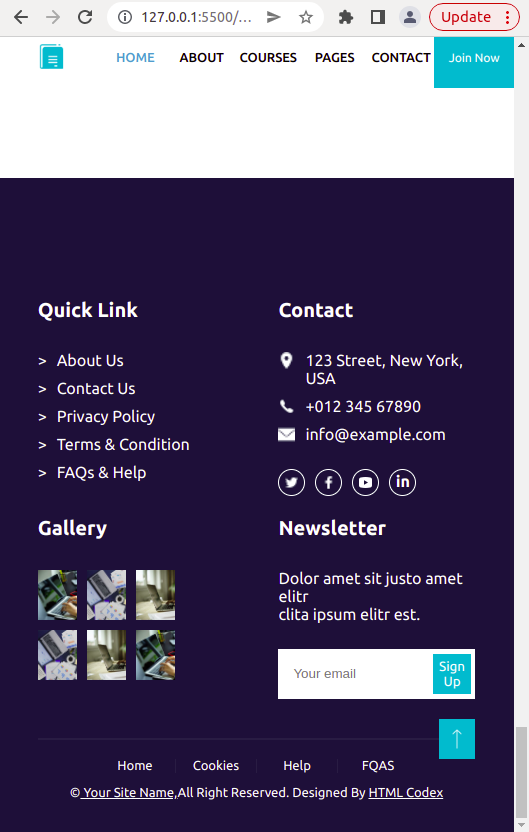 127.0.0.1:5500/...
Update
HOME ABOUT COURSES PAGES CONTACT Join Now
Quick Link
> About Us
> Contact Us
> Privacy Policy
> Terms & Condition
> FAQs & Help
Contact
123 Street, New York,
USA
+012 345 67890
info@example.com
Gallery
Newsletter
Dolor amet sit justo amet
elitr
clita ipsum elitr est.
Your email
Sign
Up
Home Cookies Help FQAS
© Your Site Name,All Right Reserved. Designed By HTML Codex